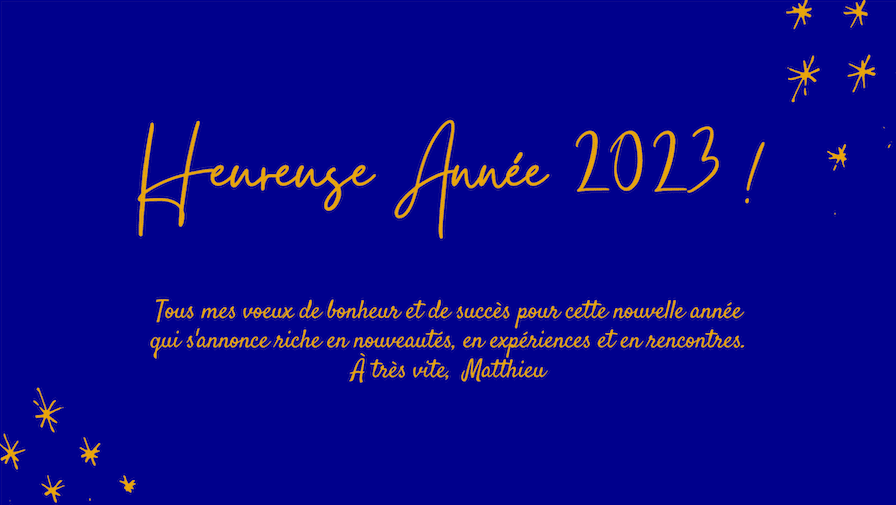 Heureuse Année 2023 !
Tous mes voeux de bonheur et de succès pour cette nouvelle année
qui s'annonce riche en nouveautés, en expériences et en rencontres.
À très vite, Matthieu